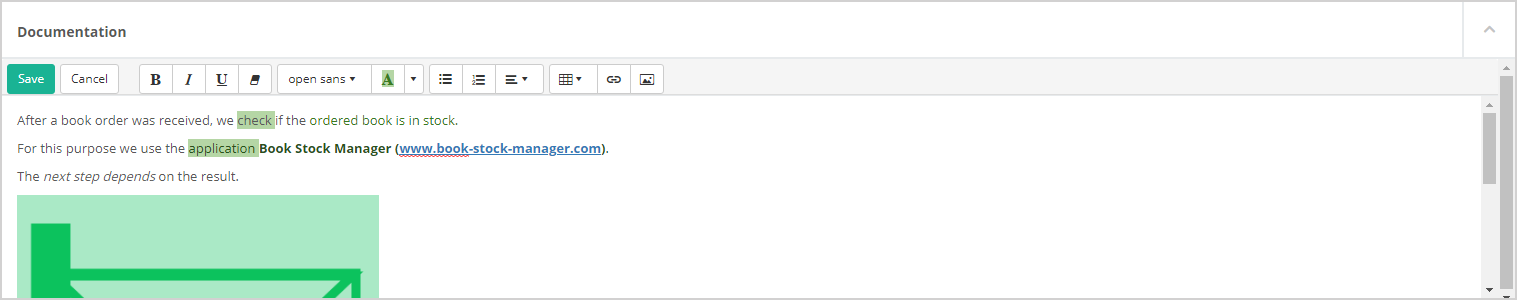 Documentation
Save Cancel B I U open sans A
After a book order was received, we check if the ordered book is in stock.
For this purpose we use the application Book Stock Manager (www.book-stock-manager.com).
The next step depends on the result.